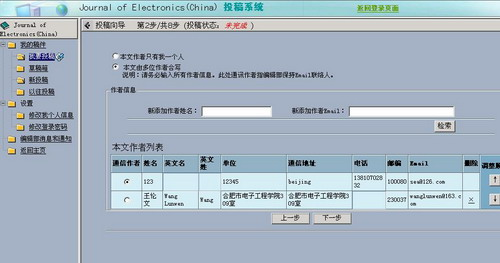 Journal of Electronics(China) 投稿系统
返回登录页面
Journal of Electronics(China)
投稿向导 第2步/共8步 (投稿状态: 未完成 )
我的稿件
草稿箱
新投稿
以往投稿
设置
修改我个人信息
修改登录密码
编辑部消息和通知
返回主页
本文作者只有我一个人
本文由多位作者合写
说明:请务必输入所有作者信息。此处通讯作者指编辑部保持Email联络人。
作者信息
新添加作者姓名:
新添加作者Email:
检索
本文作者列表
通信作者 姓名 英文名 英文姓 单位 通信地址 电话 邮编 Email 删除 调整顺
123 12345 beijing 13810702832 100080 sea@126.com ↑
王伦文 Wang Lunwen Wang 合肥市电子工程学院309室 合肥市电子工程学院309室 230037 wanglunwen@163.com × ↓
上一步 下一步